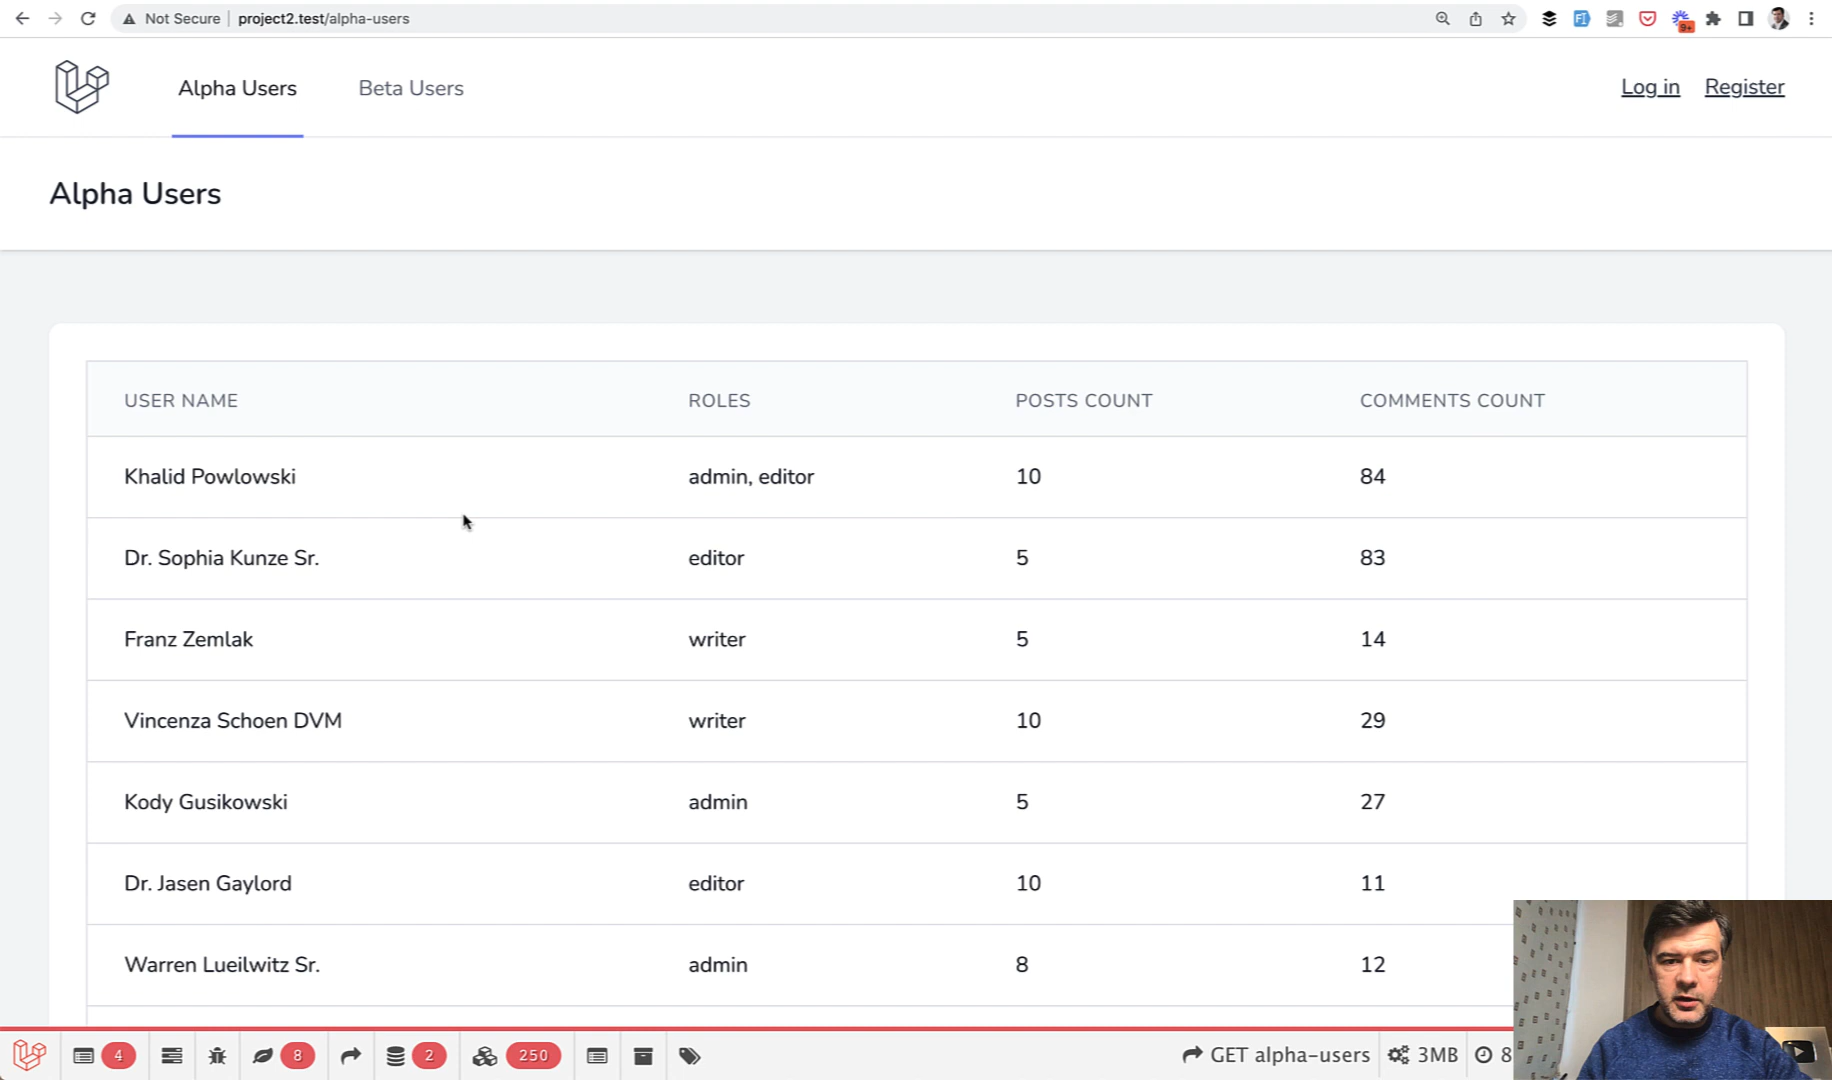 Not Secure project2.test/alpha-users
9+
Alpha Users Beta Users Log in Register
Alpha Users
USER NAME ROLES POSTS COUNT COMMENTS COUNT
Khalid Powlowski admin, editor 10 84
Dr. Sophia Kunze Sr. editor 5 83
Franz Zemlak writer 5 14
Vincenza Schoen DVM writer 10 29
Kody Gusikowski admin 5 27
Dr. Jasen Gaylord editor 10 11
Warren Lueilwitz Sr. admin 8 12
4 8 2 250 GET alpha-users 3MB 8